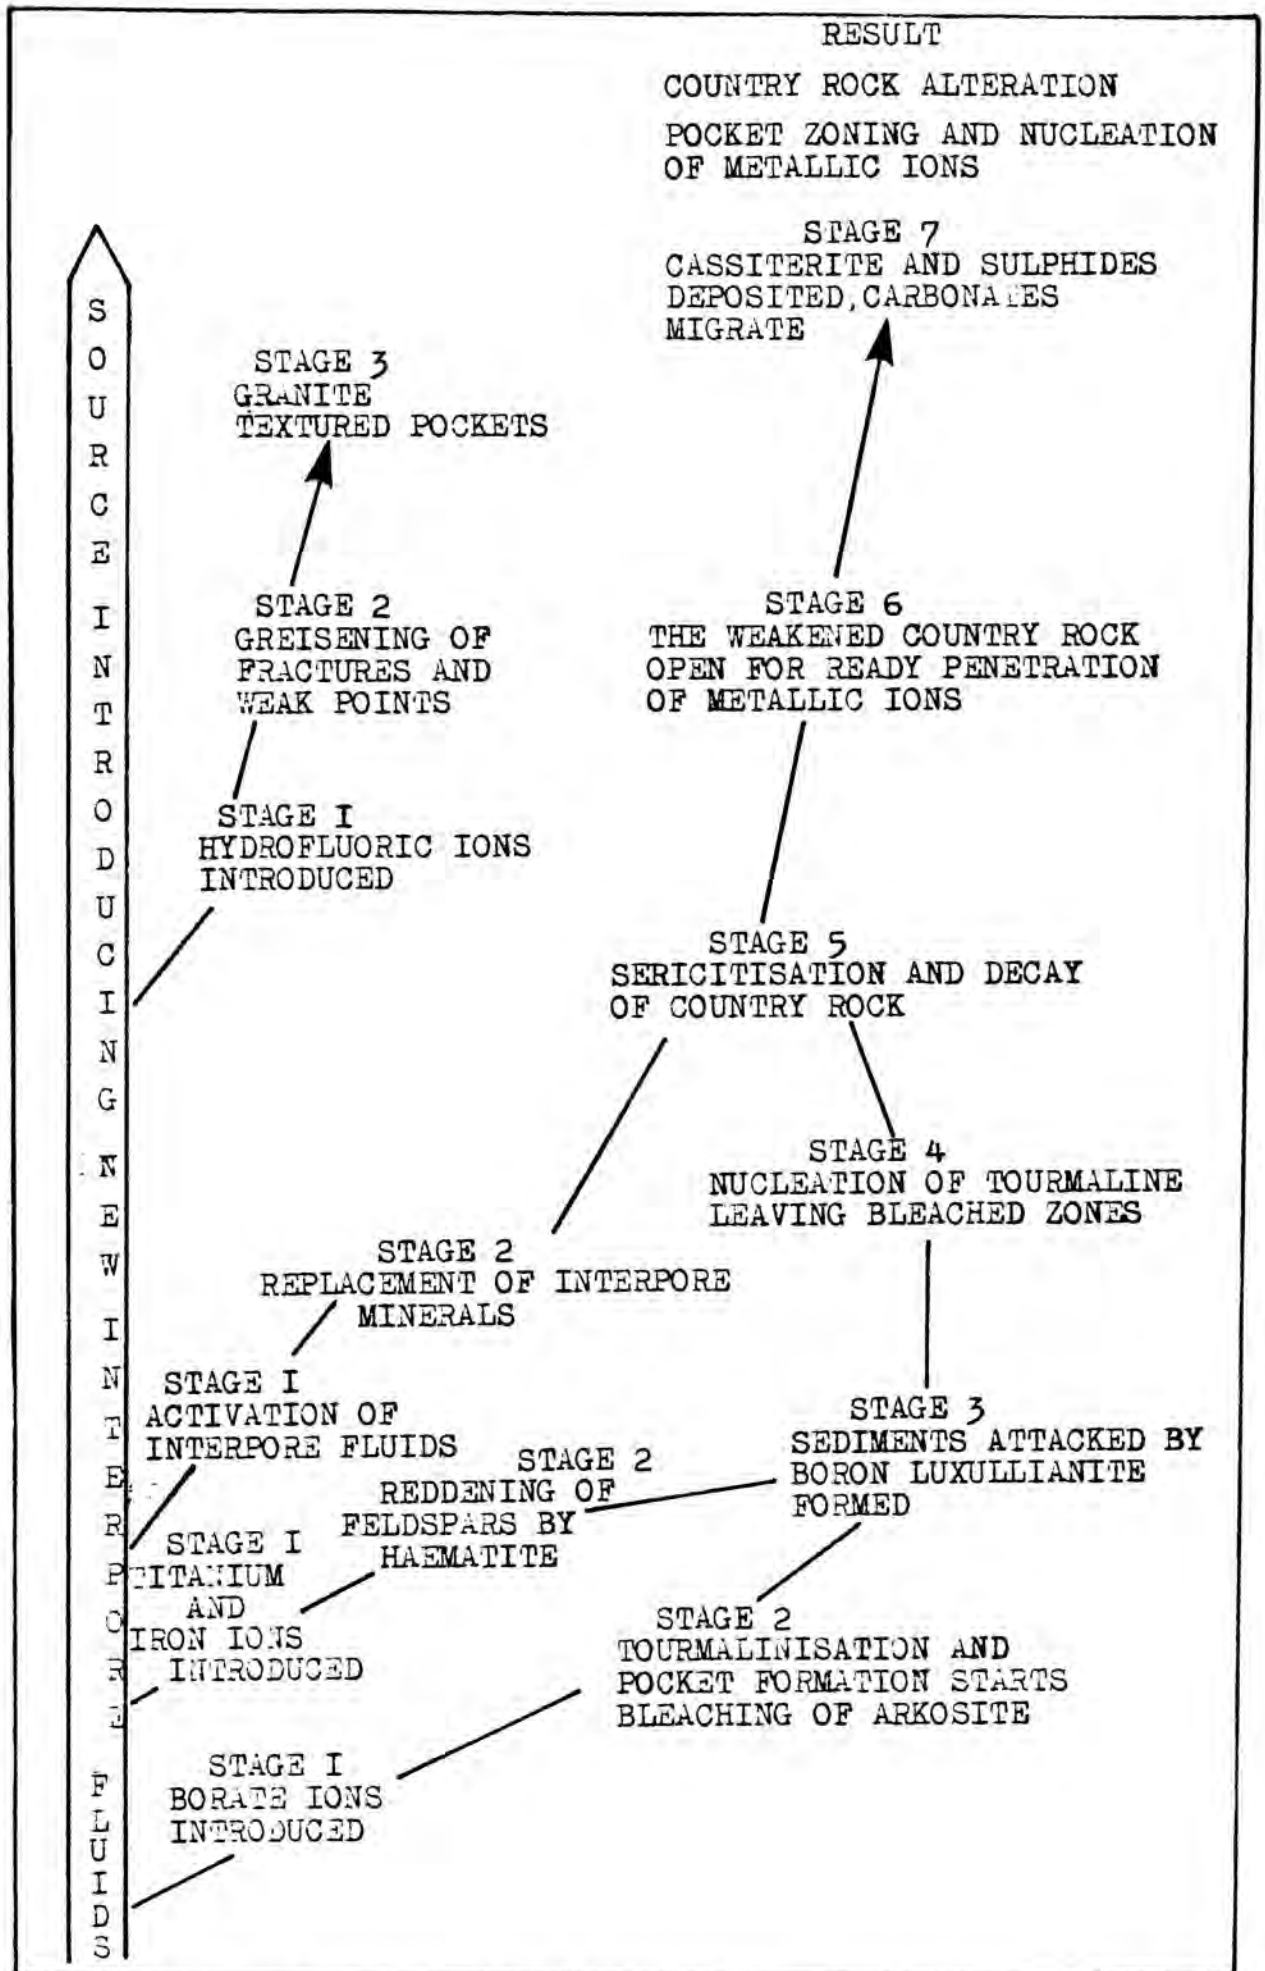 RESULT
COUNTRY ROCK ALTERATION
POCKET ZONING AND NUCLEATION
OF METALLIC IONS
STAGE 7
CASSITERITE AND SULPHIDES
DEPOSITED, CARBONATES
MIGRATE
STAGE 3
GRANITE
TEXTURED POCKETS
STAGE 2
GREISENING OF
FRACTURES AND
WEAK POINTS
STAGE 6
THE WEAKENED COUNTRY ROCK
OPEN FOR READY PENETRATION
OF METALLIC IONS
STAGE I
HYDROFLUORIC IONS
INTRODUCED
STAGE 5
SERICITISATION AND DECAY
OF COUNTRY ROCK
STAGE 4
NUCLEATION OF TOURMALINE
LEAVING BLEACHED ZONES
STAGE 2
REPLACEMENT OF INTERPORE
MINERALS
STAGE I
ACTIVATION OF
INTERPORE FLUIDS
STAGE 3
SEDIMENTS ATTACKED BY
BORON LUXULLIANITE
FORMED
STAGE 2
REDDENING OF
FELDSPARS BY
HAEMATITE
STAGE I
TITANIUM
AND
IRON IONS
INTRODUCED
STAGE 2
TOURMALINISATION AND
POCKET FORMATION STARTS
BLEACHING OF ARKOSITE
STAGE I
BORATE IONS
INTRODUCED
SOURCE INTRODUCING NEW INTERPORE FLUIDS